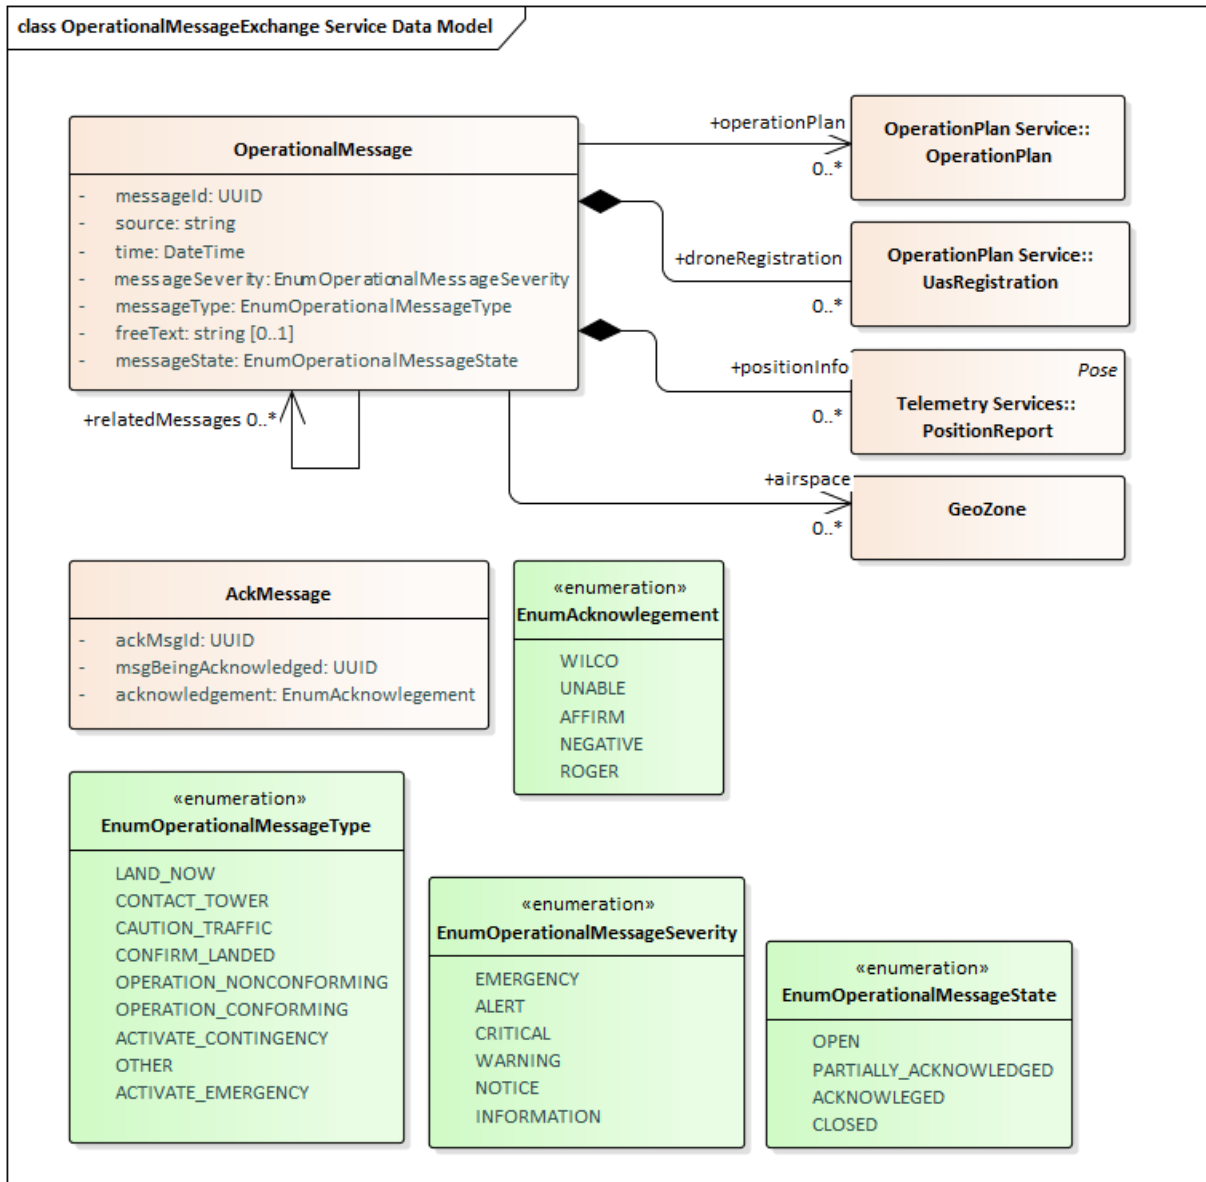 class OperationalMessageExchange Service Data Model
OperationalMessage
- messageId: UUID
- source: string
- time: DateTime
- messageSeverity: EnumOperationalMessageSeverity
- messageType: EnumOperationalMessageType
- freeText: string [0..1]
- messageState: EnumOperationalMessageState
+operationPlan
0..*
OperationPlan Service::
OperationPlan
+droneRegistration
0..*
OperationPlan Service::
UasRegistration
+positionInfo
0..*
Pose
Telemetry Services::
PositionReport
+relatedMessages 0..*
+airspace
0..*
GeoZone
AckMessage
- ackMsgId: UUID
- msgBeingAcknowledged: UUID
- acknowledgement: EnumAcknowlegement
«enumeration»
EnumAcknowlegement
WILCO
UNABLE
AFFIRM
NEGATIVE
ROGER
«enumeration»
EnumOperationalMessageType
LAND_NOW
CONTACT_TOWER
CAUTION_TRAFFIC
CONFIRM_LANDED
OPERATION_NONCONFORMING
OPERATION_CONFORMING
ACTIVATE_CONTINGENCY
OTHER
ACTIVATE_EMERGENCY
«enumeration»
EnumOperationalMessageSeverity
EMERGENCY
ALERT
CRITICAL
WARNING
NOTICE
INFORMATION
«enumeration»
EnumOperationalMessageState
OPEN
PARTIALLY_ACKNOWLEDGED
ACKNOWLEGED
CLOSED